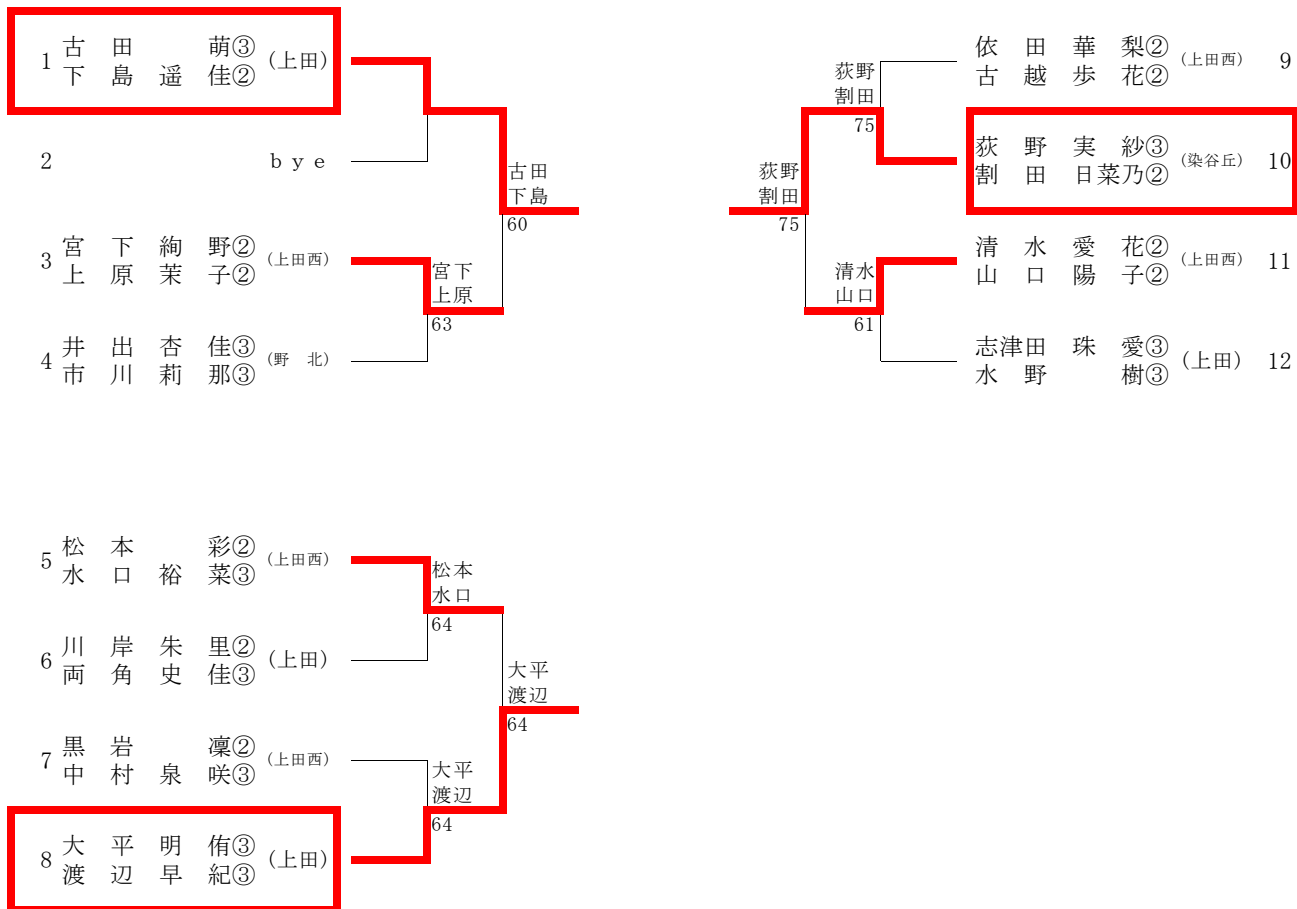 1 古田 萌③ (上田)
下島遥佳②
2 bye
古田
下島
60
3 宮下絢野② (上田西)
上原茉子②
宮下
上原
63
4 井出杏佳③ (野北)
市川莉那③
5 松本 彩② (上田西)
水口裕菜③
松本
水口
64
6 川岸朱里② (上田)
両角史佳③
大平
渡辺
64
7 黒岩 凜② (上田西)
中村泉咲③
大平
渡辺
64
8 大平明侑③ (上田)
渡辺早紀③
依田華梨② (上田西) 9
古越歩花②
荻野
割田
75
荻野実紗③ (染谷丘) 10
割田日菜乃②
荻野
割田
75
清水愛花② (上田西) 11
山口陽子②
清水
山口
61
志津田珠愛③ (上田) 12
水野 樹③